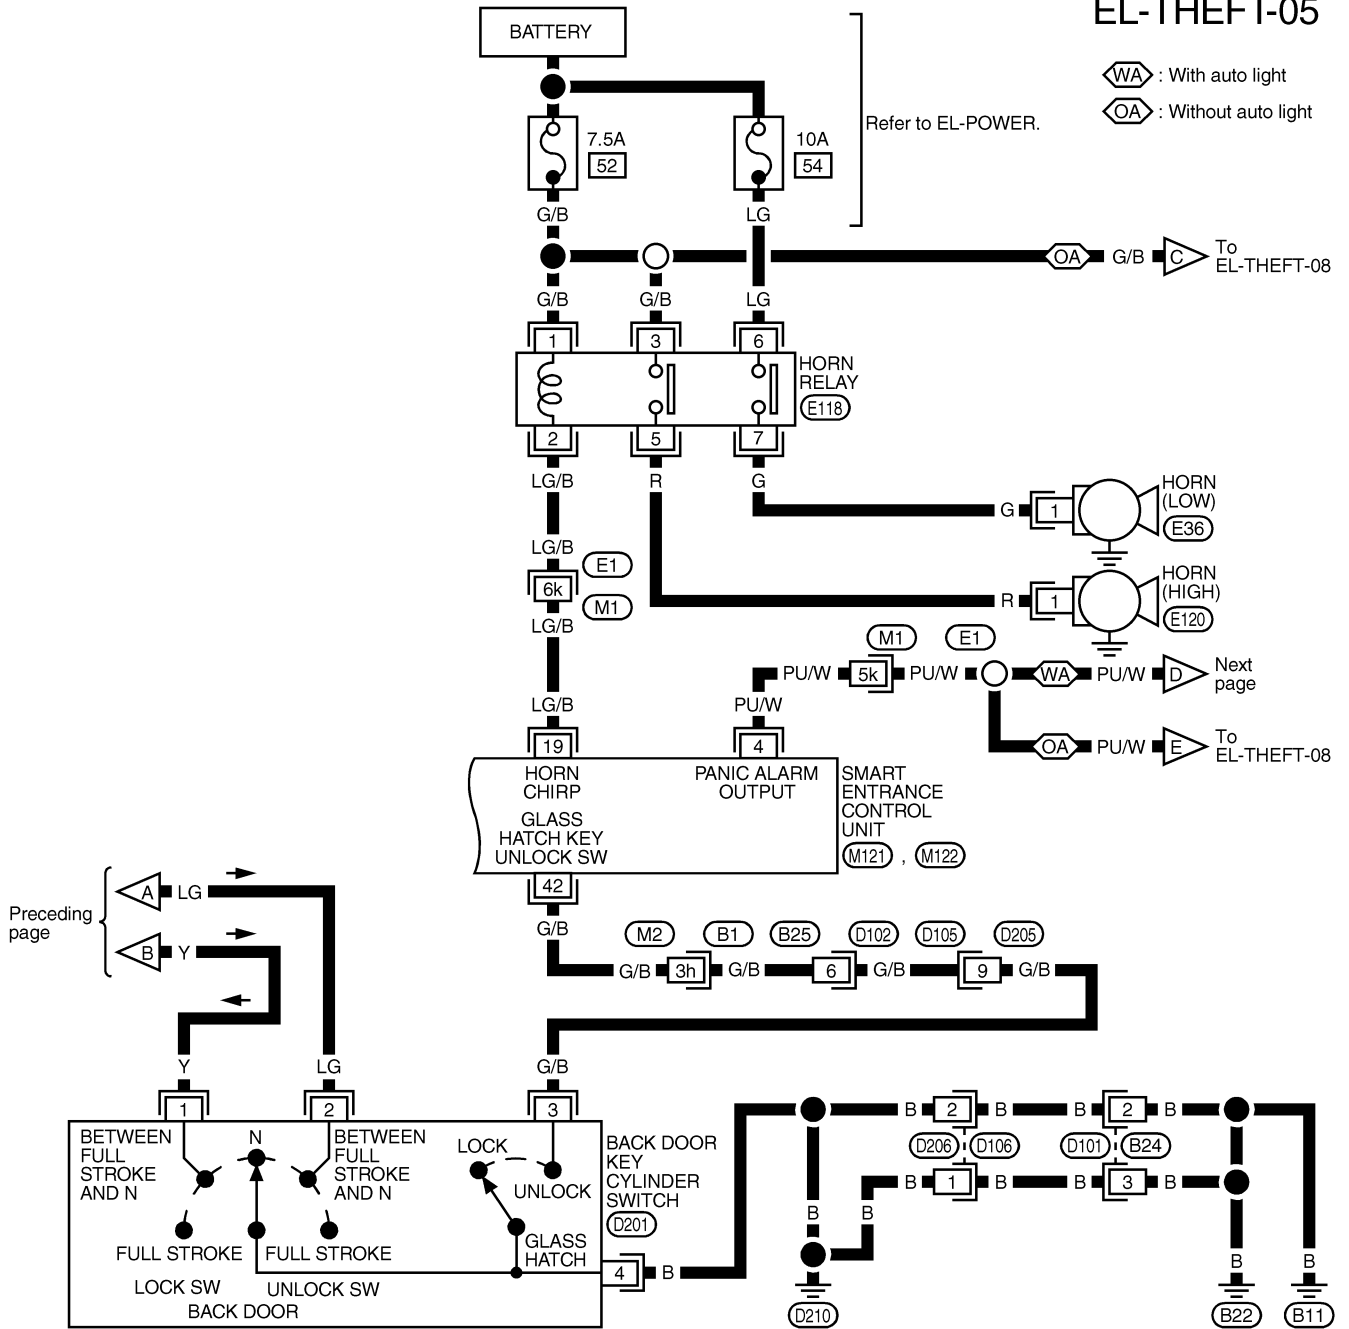 EL-THEFT-05
BATTERY
WA : With auto light
OA : Without auto light
Refer to EL-POWER.
7.5A
52
10A
54
G/B
LG
OA
G/B
C
To
EL-THEFT-08
G/B
G/B
LG
1
3
6
HORN
RELAY
E118
2
5
7
LG/B
R
G
G
1
HORN
(LOW)
E36
LG/B
E1
6k
M1
LG/B
R
1
HORN
(HIGH)
E120
M1
E1
PU/W
5k
PU/W
WA
PU/W
D
Next
page
LG/B
PU/W
OA
PU/W
E
To
EL-THEFT-08
19
4
HORN
CHIRP
PANIC ALARM
OUTPUT
GLASS
HATCH KEY
UNLOCK SW
SMART
ENTRANCE
CONTROL
UNIT
M121 , M122
42
Preceding
page
A
LG
B
Y
G/B
M2
B1
B25
D102
D105
D205
G/B
3h
G/B
6
G/B
9
G/B
Y
LG
G/B
1
2
3
BETWEEN
FULL
STROKE
AND N
N
BETWEEN
FULL
STROKE
AND N
LOCK
UNLOCK
FULL STROKE
FULL STROKE
GLASS
HATCH
LOCK SW
UNLOCK SW
BACK DOOR
BACK DOOR
KEY
CYLINDER
SWITCH
D201
4
B
B
2
B
B
2
B
D206
D106
D101
B24
B
1
B
B
3
B
B
B
B
B
D210
B22
B11